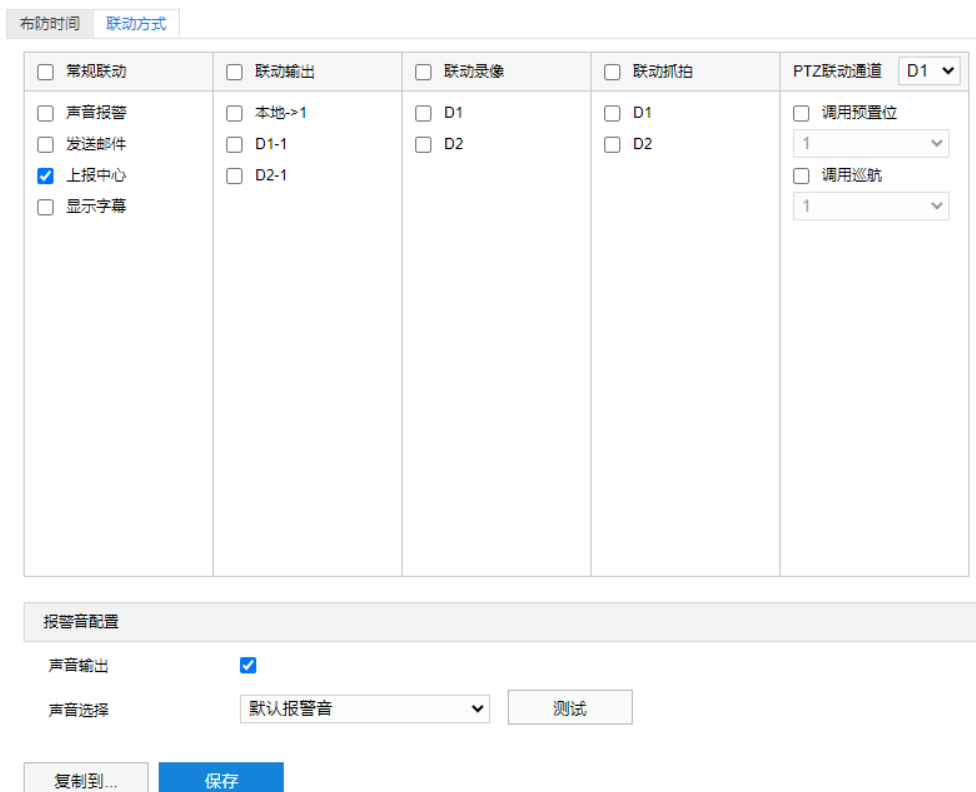 布防时间 联动方式
常规联动 联动输出 联动录像 联动抓拍 PTZ联动通道 D1
声音报警 本地->1 D1 D1 调用预置位
发送邮件 D1-1 D2 D2 1
上报中心 D2-1 调用巡航
显示字幕 1
报警音配置
声音输出
声音选择 默认报警音 测试
复制到... 保存